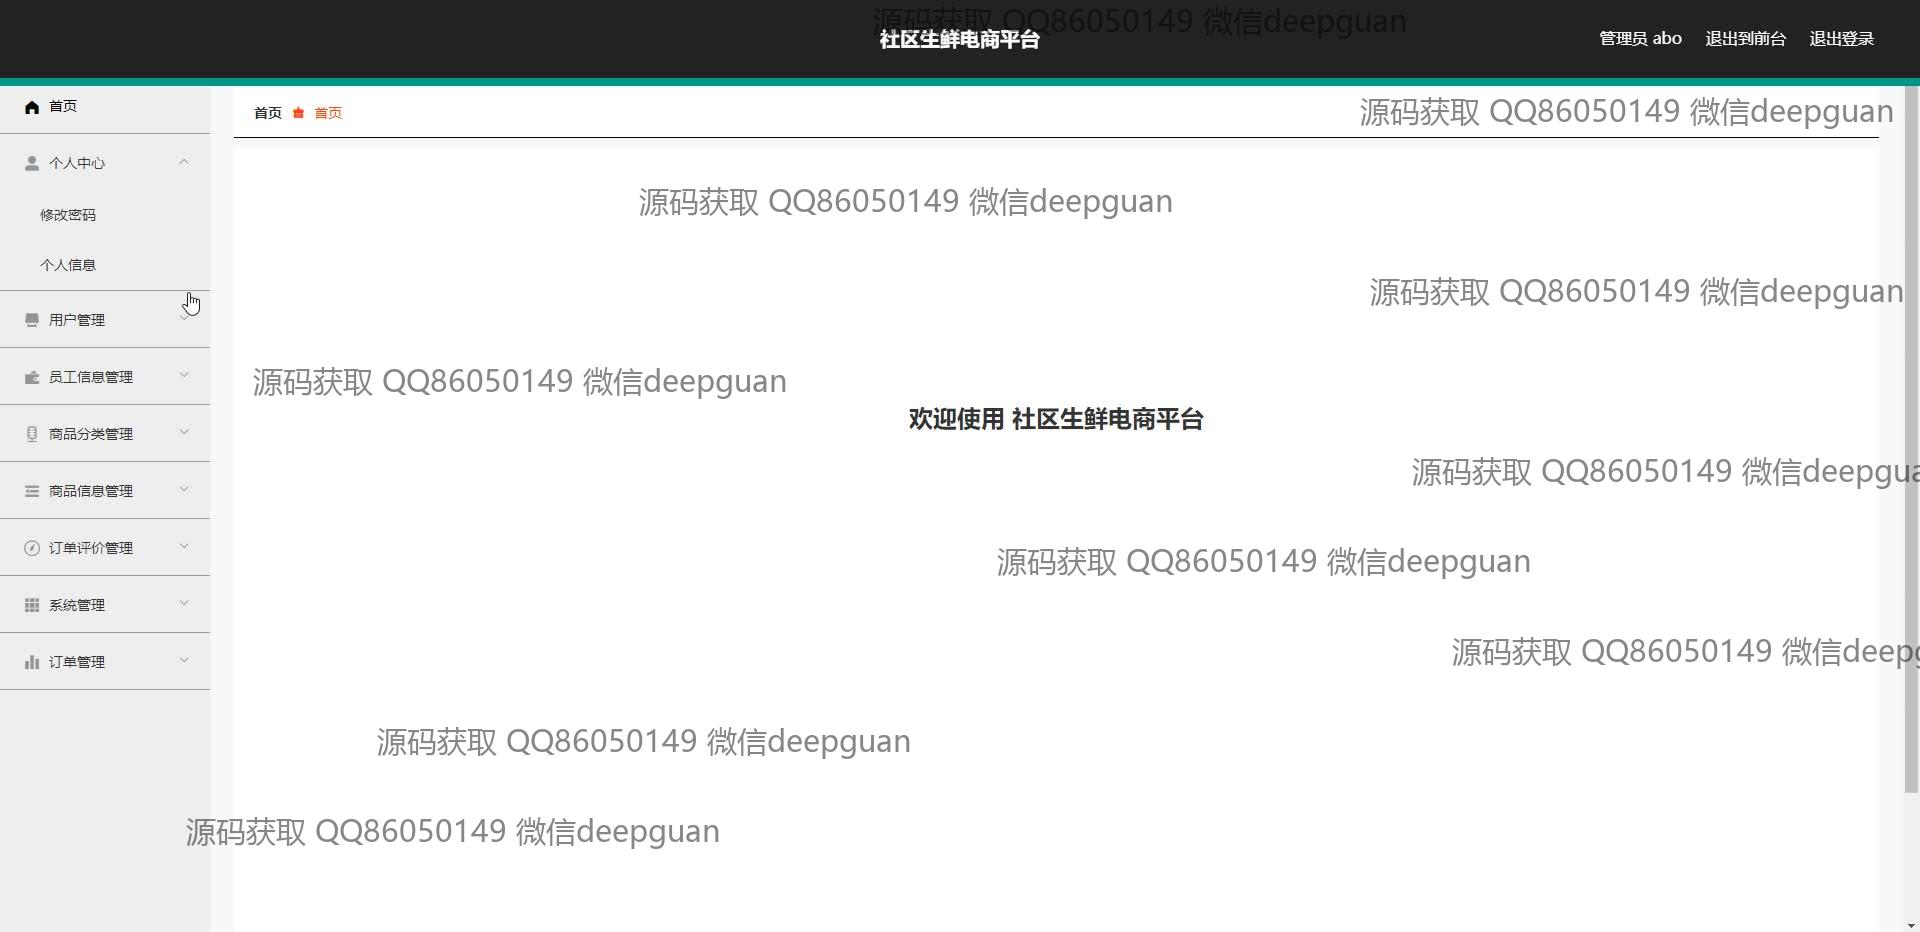 源码获取 QQ86050149 微信deepguan
社区生鲜电商平台
管理员 abo 退出到前台 退出登录
首页
首页 首页
源码获取 QQ86050149 微信deepguan
个人中心
源码获取 QQ86050149 微信deepguan
修改密码
个人信息
源码获取 QQ86050149 微信deepguan
用户管理
员工信息管理
源码获取 QQ86050149 微信deepguan
欢迎使用 社区生鲜电商平台
商品分类管理
源码获取 QQ86050149 微信deepgua
商品信息管理
订单评价管理
源码获取 QQ86050149 微信deepguan
系统管理
源码获取 QQ86050149 微信deepg
订单管理
源码获取 QQ86050149 微信deepguan
源码获取 QQ86050149 微信deepguan